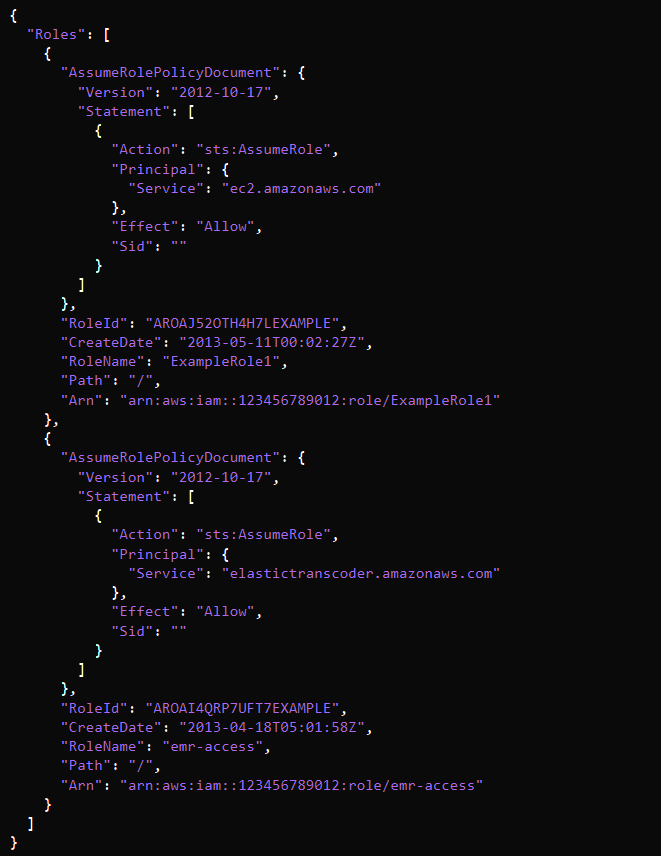 {
  "Roles": [
    {
      "AssumeRolePolicyDocument": {
        "Version": "2012-10-17",
        "Statement": [
          {
            "Action": "sts:AssumeRole",
            "Principal": {
              "Service": "ec2.amazonaws.com"
            },
            "Effect": "Allow",
            "Sid": ""
          }
        ]
      },
      "RoleId": "AROAJ52OTH4H7LEXAMPLE",
      "CreateDate": "2013-05-11T00:02:27Z",
      "RoleName": "ExampleRole1",
      "Path": "/",
      "Arn": "arn:aws:iam::123456789012:role/ExampleRole1"
    },
    {
      "AssumeRolePolicyDocument": {
        "Version": "2012-10-17",
        "Statement": [
          {
            "Action": "sts:AssumeRole",
            "Principal": {
              "Service": "elastictranscoder.amazonaws.com"
            },
            "Effect": "Allow",
            "Sid": ""
          }
        ]
      },
      "RoleId": "AROAI4QRP7UFT7EXAMPLE",
      "CreateDate": "2013-04-18T05:01:58Z",
      "RoleName": "emr-access",
      "Path": "/",
      "Arn": "arn:aws:iam::123456789012:role/emr-access"
    }
  ]
}